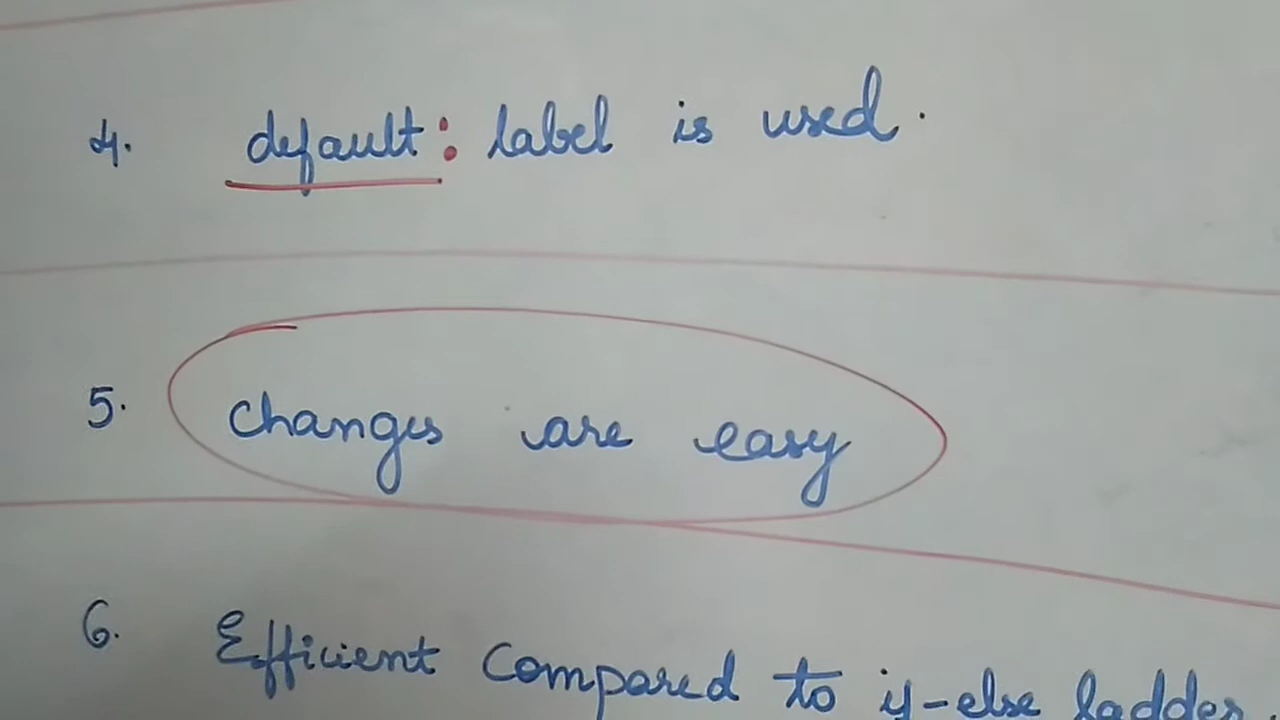 4. default: label is used.
5. changes are easy
6. Efficient Compared to if-else ladder.